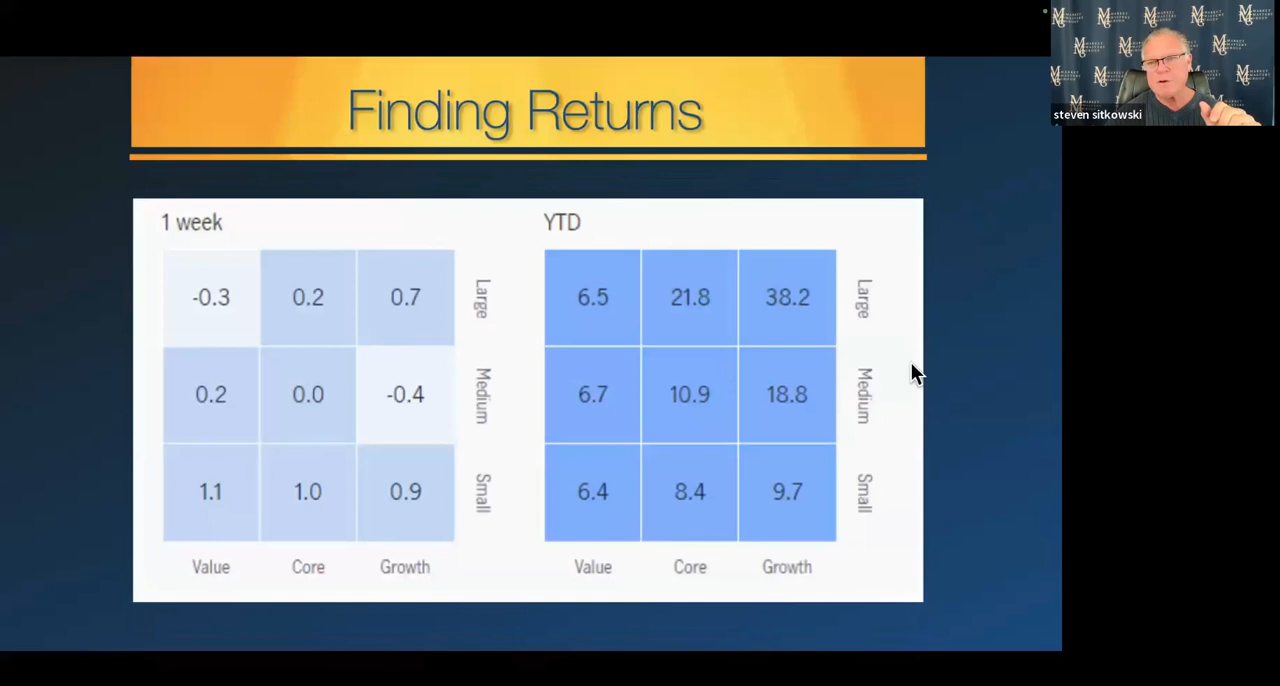 Finding Returns
steven sitkowski
1 week
-0.3 0.2 0.7 Large
0.2 0.0 -0.4 Medium
1.1 1.0 0.9 Small
Value Core Growth
YTD
6.5 21.8 38.2 Large
6.7 10.9 18.8 Medium
6.4 8.4 9.7 Small
Value Core Growth